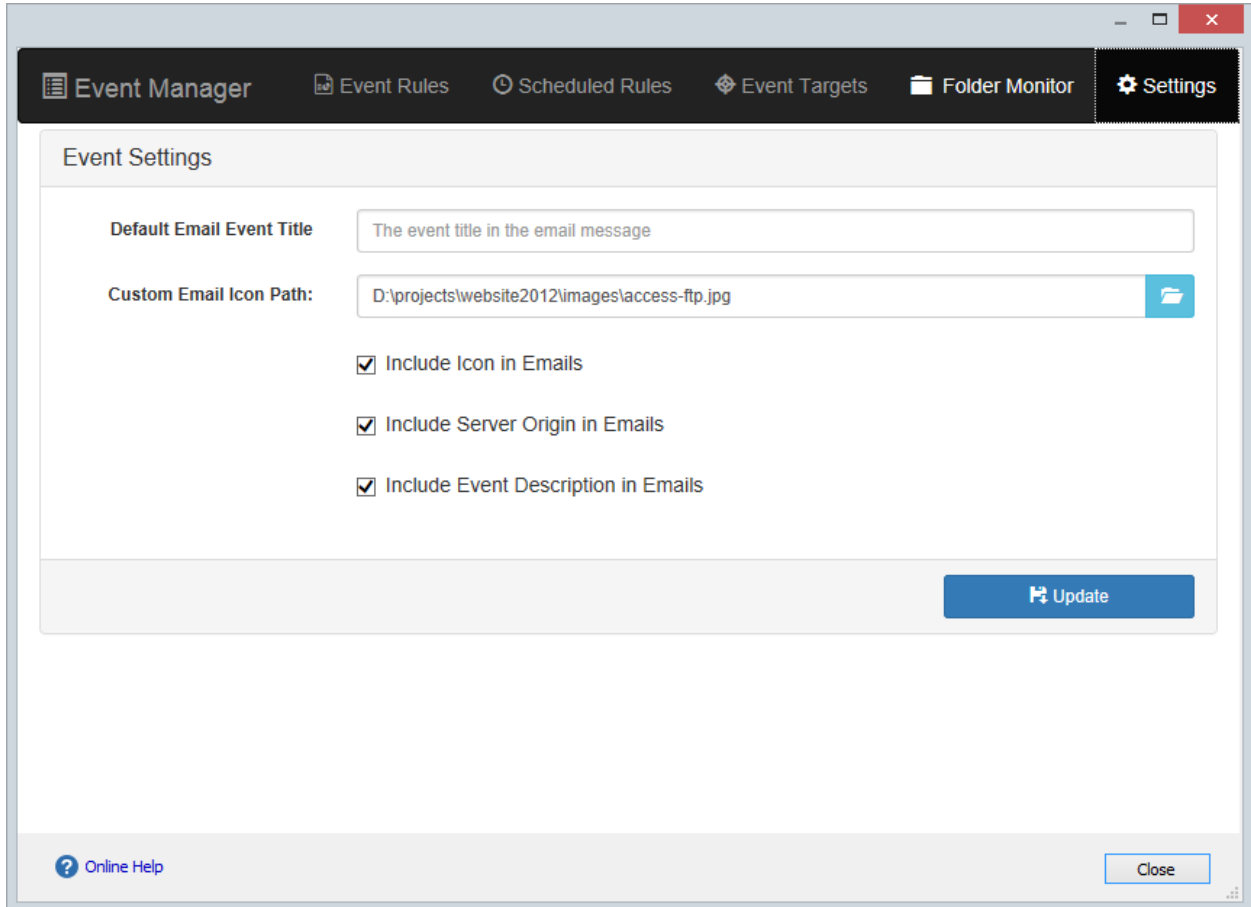 Event Manager Event Rules Scheduled Rules Event Targets Folder Monitor Settings
Event Settings
Default Email Event Title The event title in the email message
Custom Email Icon Path: D:\projects\website2012\images\access-ftp.jpg
Include Icon in Emails
Include Server Origin in Emails
Include Event Description in Emails
Update
Online Help Close